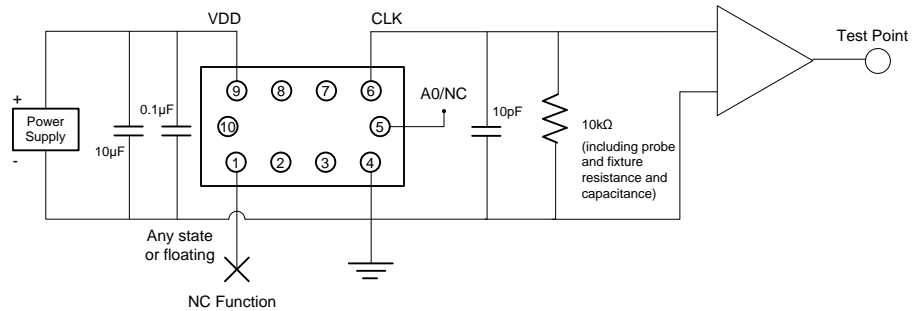 VDD
CLK
Test Point
+
Power
Supply
-
10µF
0.1µF
9
8
7
6
10
5
1
2
3
4
A0/NC
10pF
10kΩ
(including probe
and fixture
resistance and
capacitance)
Any state
or floating
NC Function